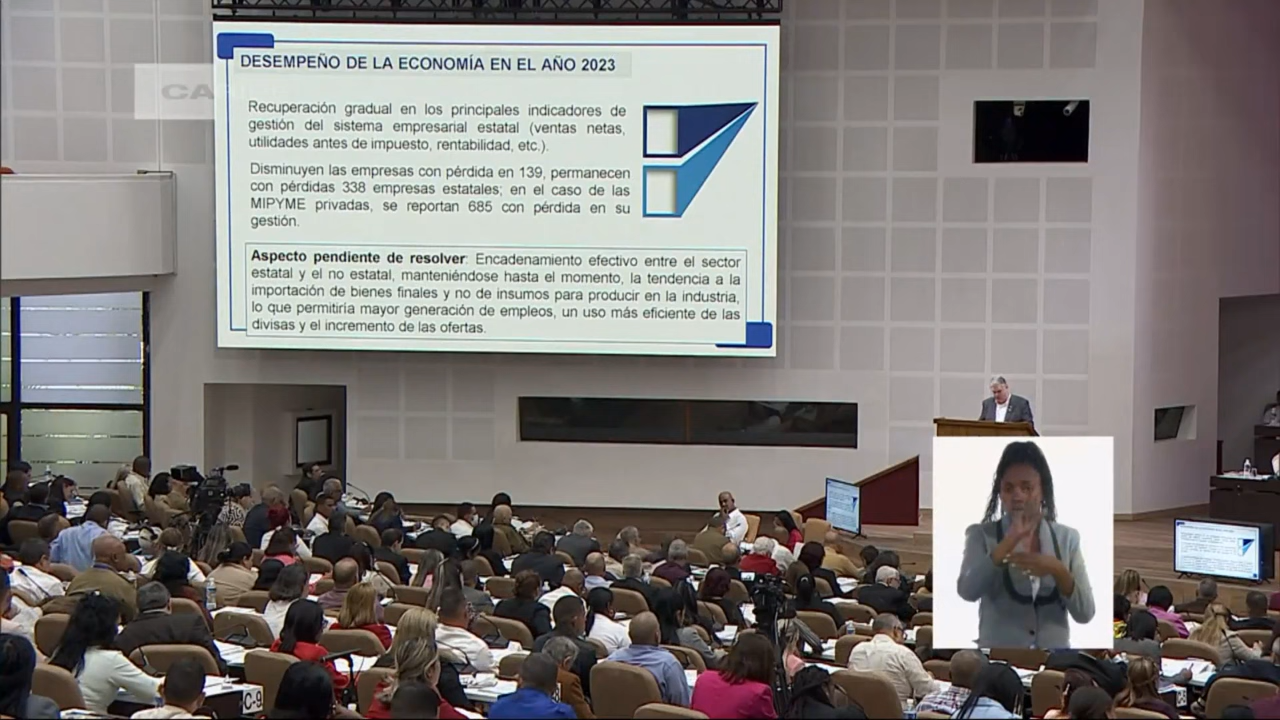 DESEMPEÑO DE LA ECONOMÍA EN EL AÑO 2023
Recuperación gradual en los principales indicadores de
gestión del sistema empresarial estatal (ventas netas,
utilidades antes de impuesto, rentabilidad, etc.).
Disminuyen las empresas con pérdida en 139, permanecen
con pérdidas 338 empresas estatales; en el caso de las
MIPYME privadas, se reportan 685 con pérdida en su
gestión.
Aspecto pendiente de resolver: Encadenamiento efectivo entre el sector
estatal y el no estatal, manteniéndose hasta el momento, la tendencia a la
importación de bienes finales y no de insumos para producir en la industria,
lo que permitiría mayor generación de empleos, un uso más eficiente de las
divisas y el incremento de las ofertas.
C-9